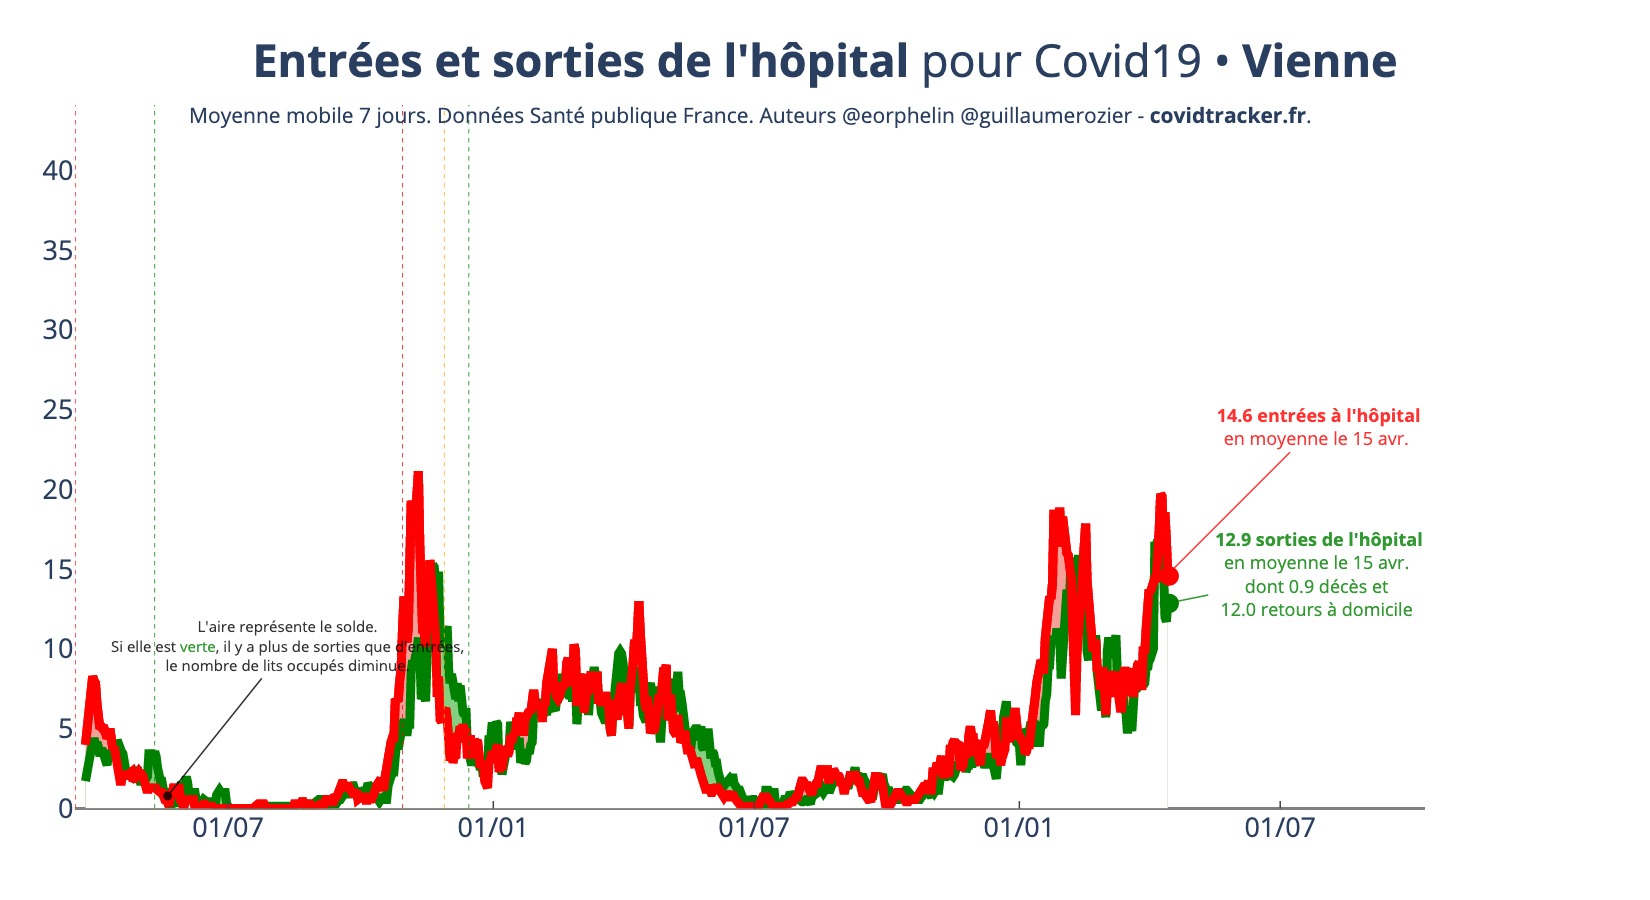 Entrées et sorties de l'hôpital pour Covid19 • Vienne
Moyenne mobile 7 jours. Données Santé publique France. Auteurs @eorphelin @guillaumerozier - covidtracker.fr.
40
35
30
25
20
15
10
5
0
14.6 entrées à l'hôpital
en moyenne le 15 avr.
12.9 sorties de l'hôpital
en moyenne le 15 avr.
dont 0.9 décès et
12.0 retours à domicile
L'aire représente le solde.
Si elle est verte, il y a plus de sorties que d'entrées,
le nombre de lits occupés diminue.
01/07
01/01
01/07
01/01
01/07